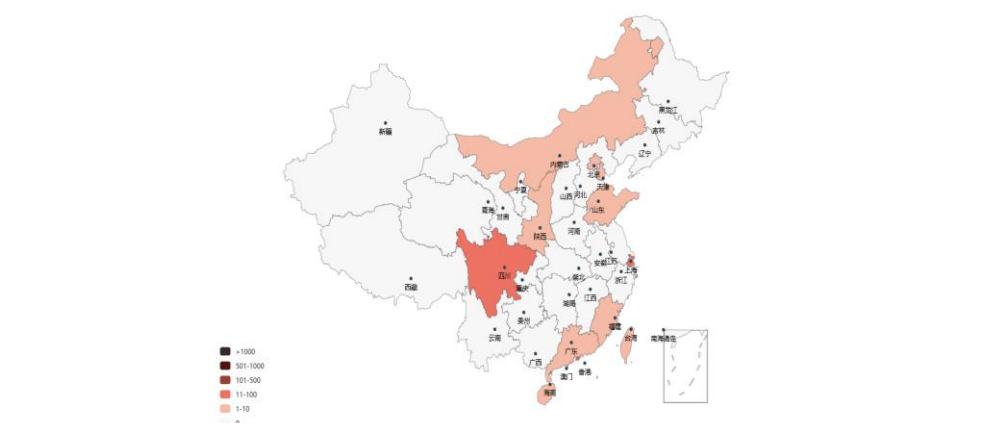 黑龙江
吉林
新疆
辽宁
内蒙古
北京
天津
宁夏
山西
河北
青海
甘肃
山东
河南
陕西
安徽
江苏
上海
四川
湖北
浙江
西藏
重庆
江西
湖南
贵州
福建
云南
台湾
南海诸岛
广东
广西
香港
澳门
海南
>1000
501-1000
101-500
11-100
1-10
0